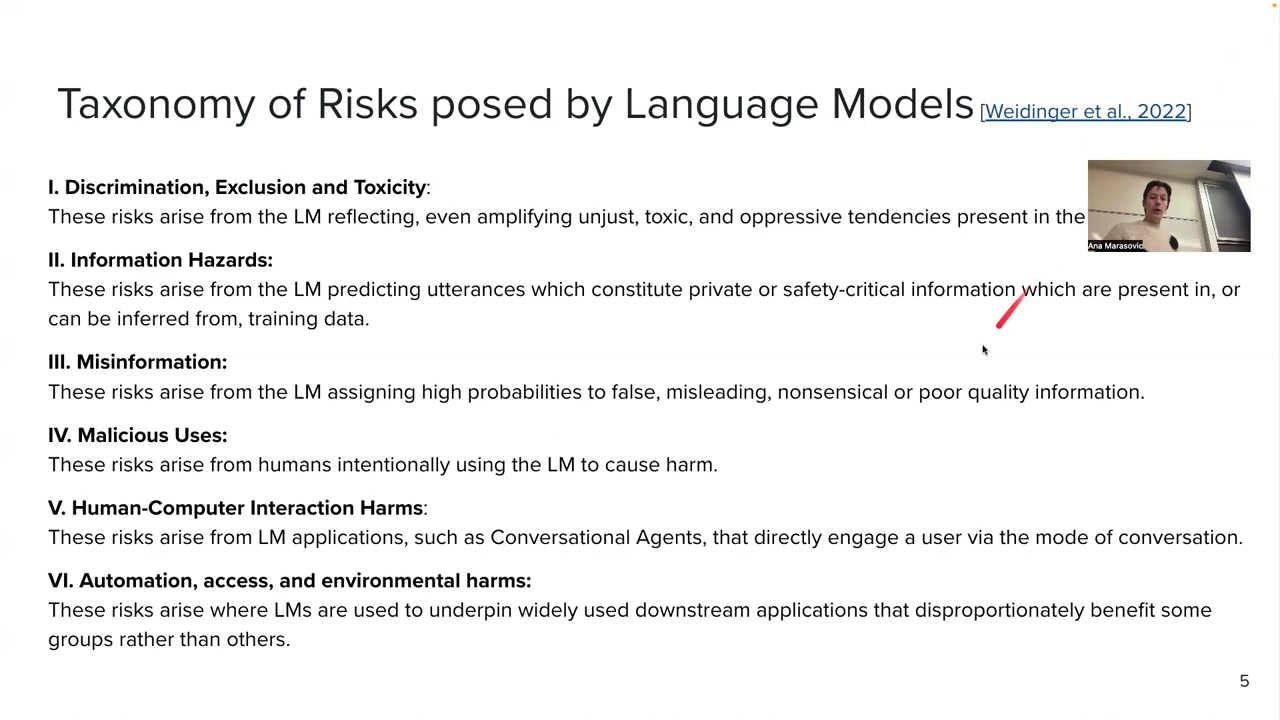 Taxonomy of Risks posed by Language Models [Weidinger et al., 2022]
I. Discrimination, Exclusion and Toxicity:
These risks arise from the LM reflecting, even amplifying unjust, toxic, and oppressive tendencies present in the
Ana Marasovic
II. Information Hazards:
These risks arise from the LM predicting utterances which constitute private or safety-critical information which are present in, or
can be inferred from, training data.
III. Misinformation:
These risks arise from the LM assigning high probabilities to false, misleading, nonsensical or poor quality information.
IV. Malicious Uses:
These risks arise from humans intentionally using the LM to cause harm.
V. Human-Computer Interaction Harms:
These risks arise from LM applications, such as Conversational Agents, that directly engage a user via the mode of conversation.
VI. Automation, access, and environmental harms:
These risks arise where LMs are used to underpin widely used downstream applications that disproportionately benefit some
groups rather than others.
5